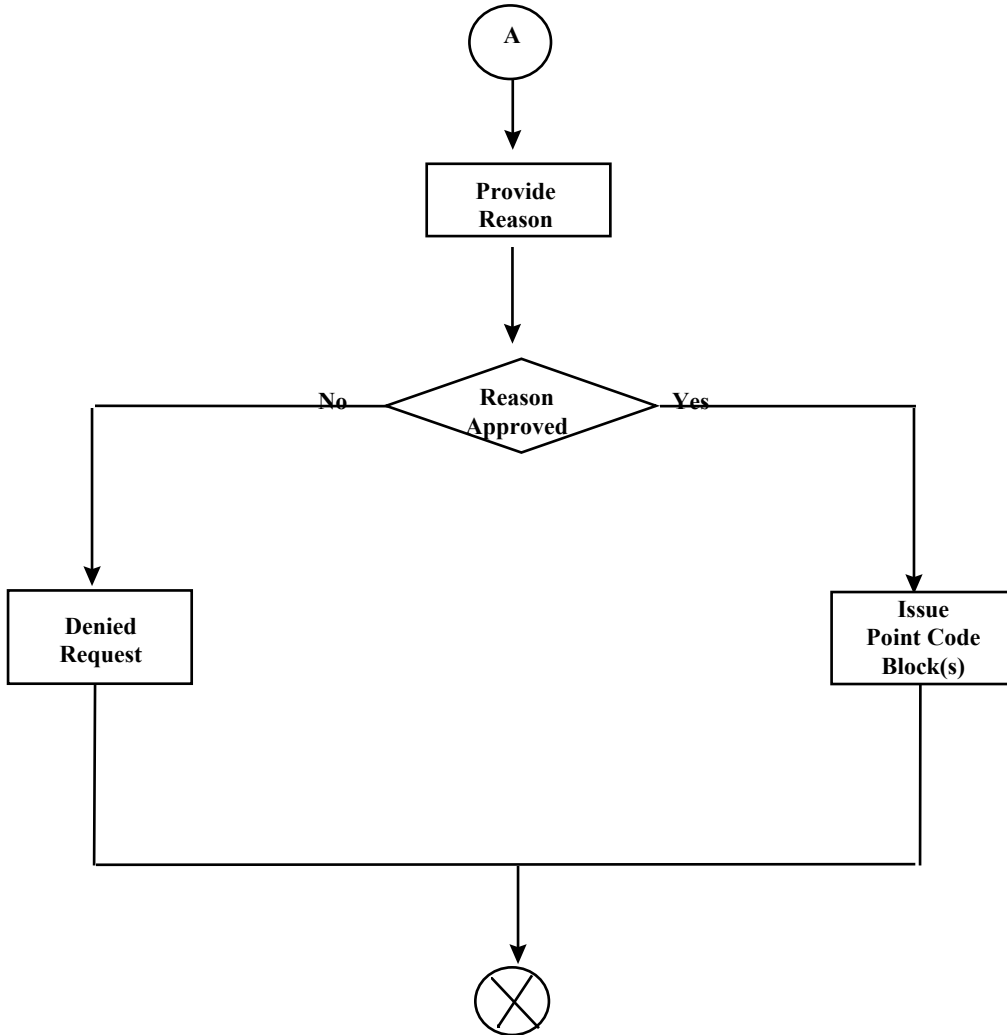 A
Provide
Reason
No
Reason
Approved
Yes
Denied
Request
Issue
Point Code
Block(s)